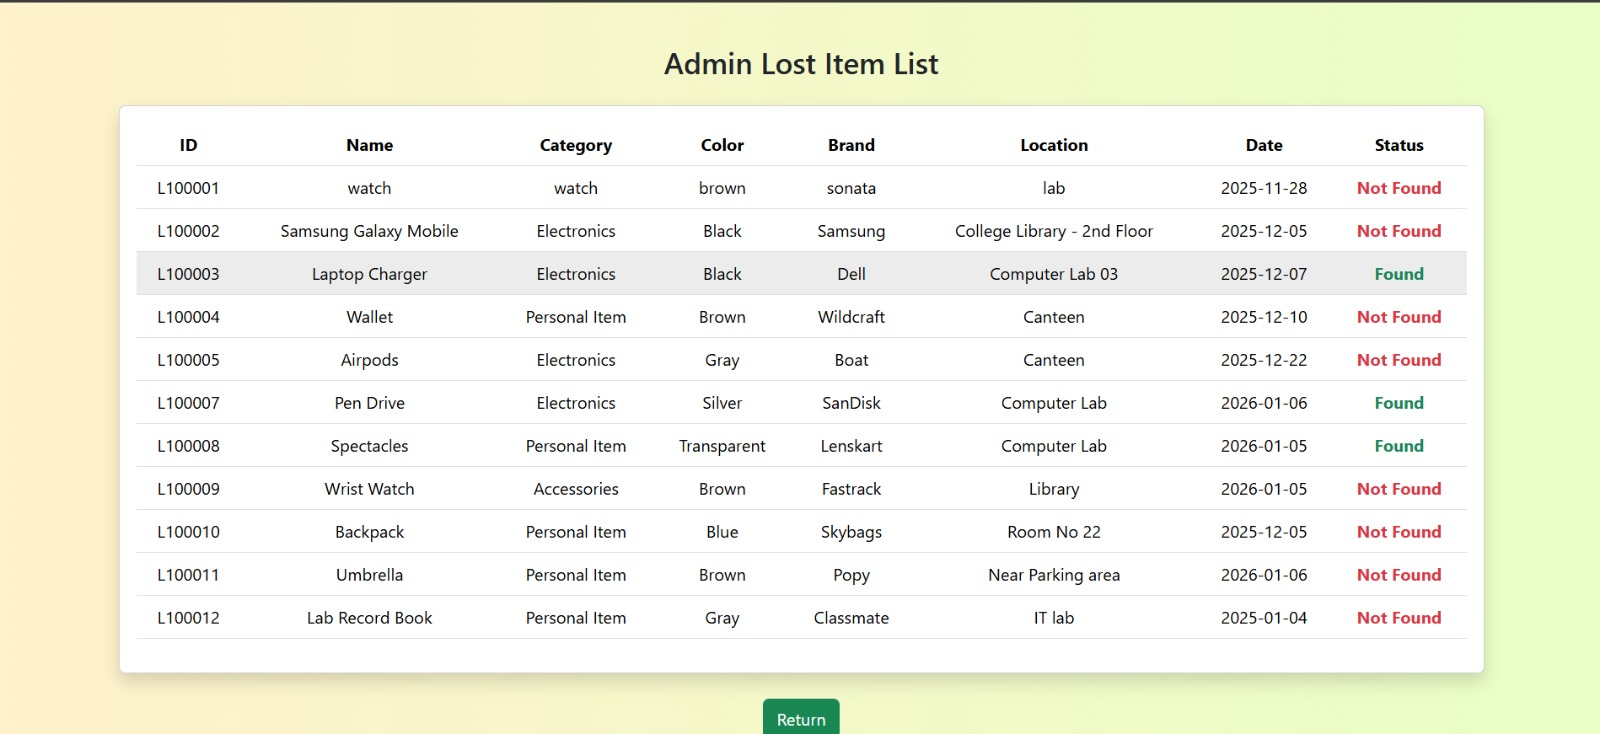 Admin Lost Item List
ID Name Category Color Brand Location Date Status
L100001 watch watch brown sonata lab 2025-11-28 Not Found
L100002 Samsung Galaxy Mobile Electronics Black Samsung College Library - 2nd Floor 2025-12-05 Not Found
L100003 Laptop Charger Electronics Black Dell Computer Lab 03 2025-12-07 Found
L100004 Wallet Personal Item Brown Wildcraft Canteen 2025-12-10 Not Found
L100005 Airpods Electronics Gray Boat Canteen 2025-12-22 Not Found
L100007 Pen Drive Electronics Silver SanDisk Computer Lab 2026-01-06 Found
L100008 Spectacles Personal Item Transparent Lenskart Computer Lab 2026-01-05 Found
L100009 Wrist Watch Accessories Brown Fastrack Library 2026-01-05 Not Found
L100010 Backpack Personal Item Blue Skybags Room No 22 2025-12-05 Not Found
L100011 Umbrella Personal Item Brown Popy Near Parking area 2026-01-06 Not Found
L100012 Lab Record Book Personal Item Gray Classmate IT lab 2025-01-04 Not Found
Return